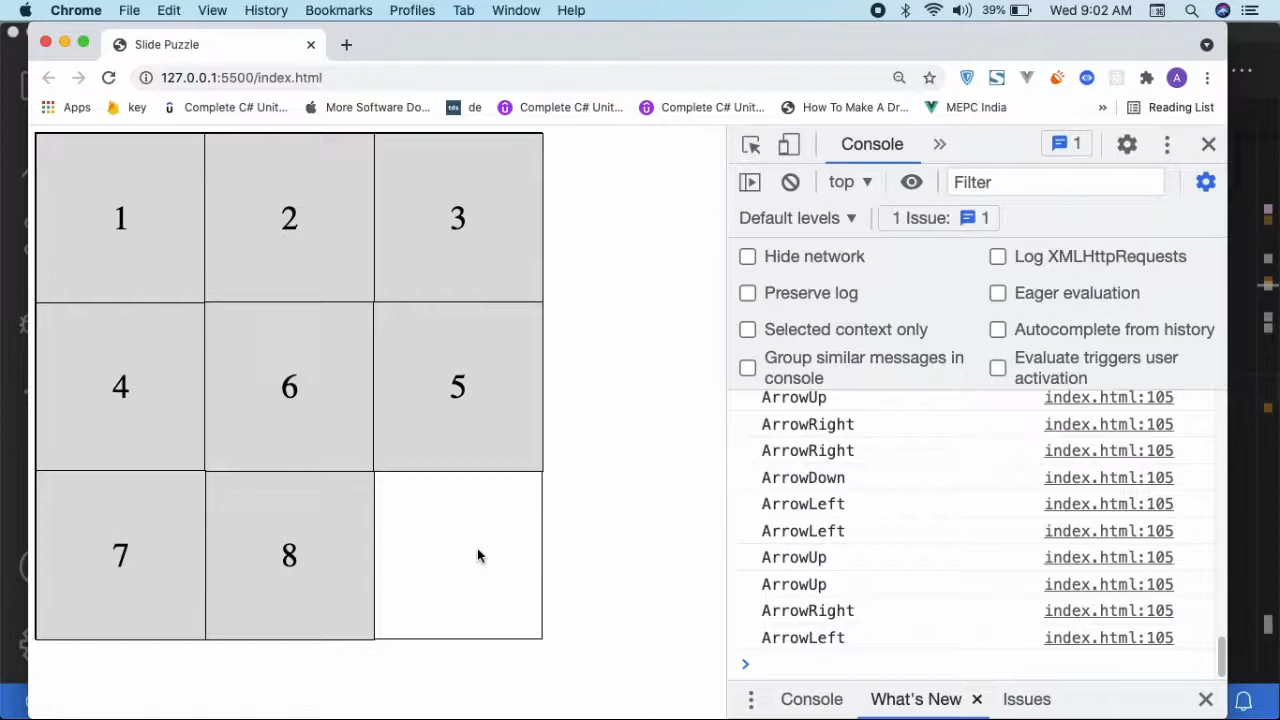 Chrome File Edit View History Bookmarks Profiles Tab Window Help 39% Wed 9:02 AM
Slide Puzzle
127.0.0.1:5500/index.html A
Apps key Complete C# Unit... More Software Do... tds de Complete C# Unit... Complete C# Unit... How To Make A Dr... MEPC India » Reading List
Console » 1
top Filter
Default levels 1 Issue: 1
Hide network Log XMLHttpRequests
Preserve log Eager evaluation
Selected context only Autocomplete from history
Group similar messages in console Evaluate triggers user activation
1 2 3
4 6 5
7 8
ArrowUp index.html:105
ArrowRight index.html:105
ArrowRight index.html:105
ArrowDown index.html:105
ArrowLeft index.html:105
ArrowLeft index.html:105
ArrowUp index.html:105
ArrowUp index.html:105
ArrowRight index.html:105
ArrowLeft index.html:105
Console What's New Issues